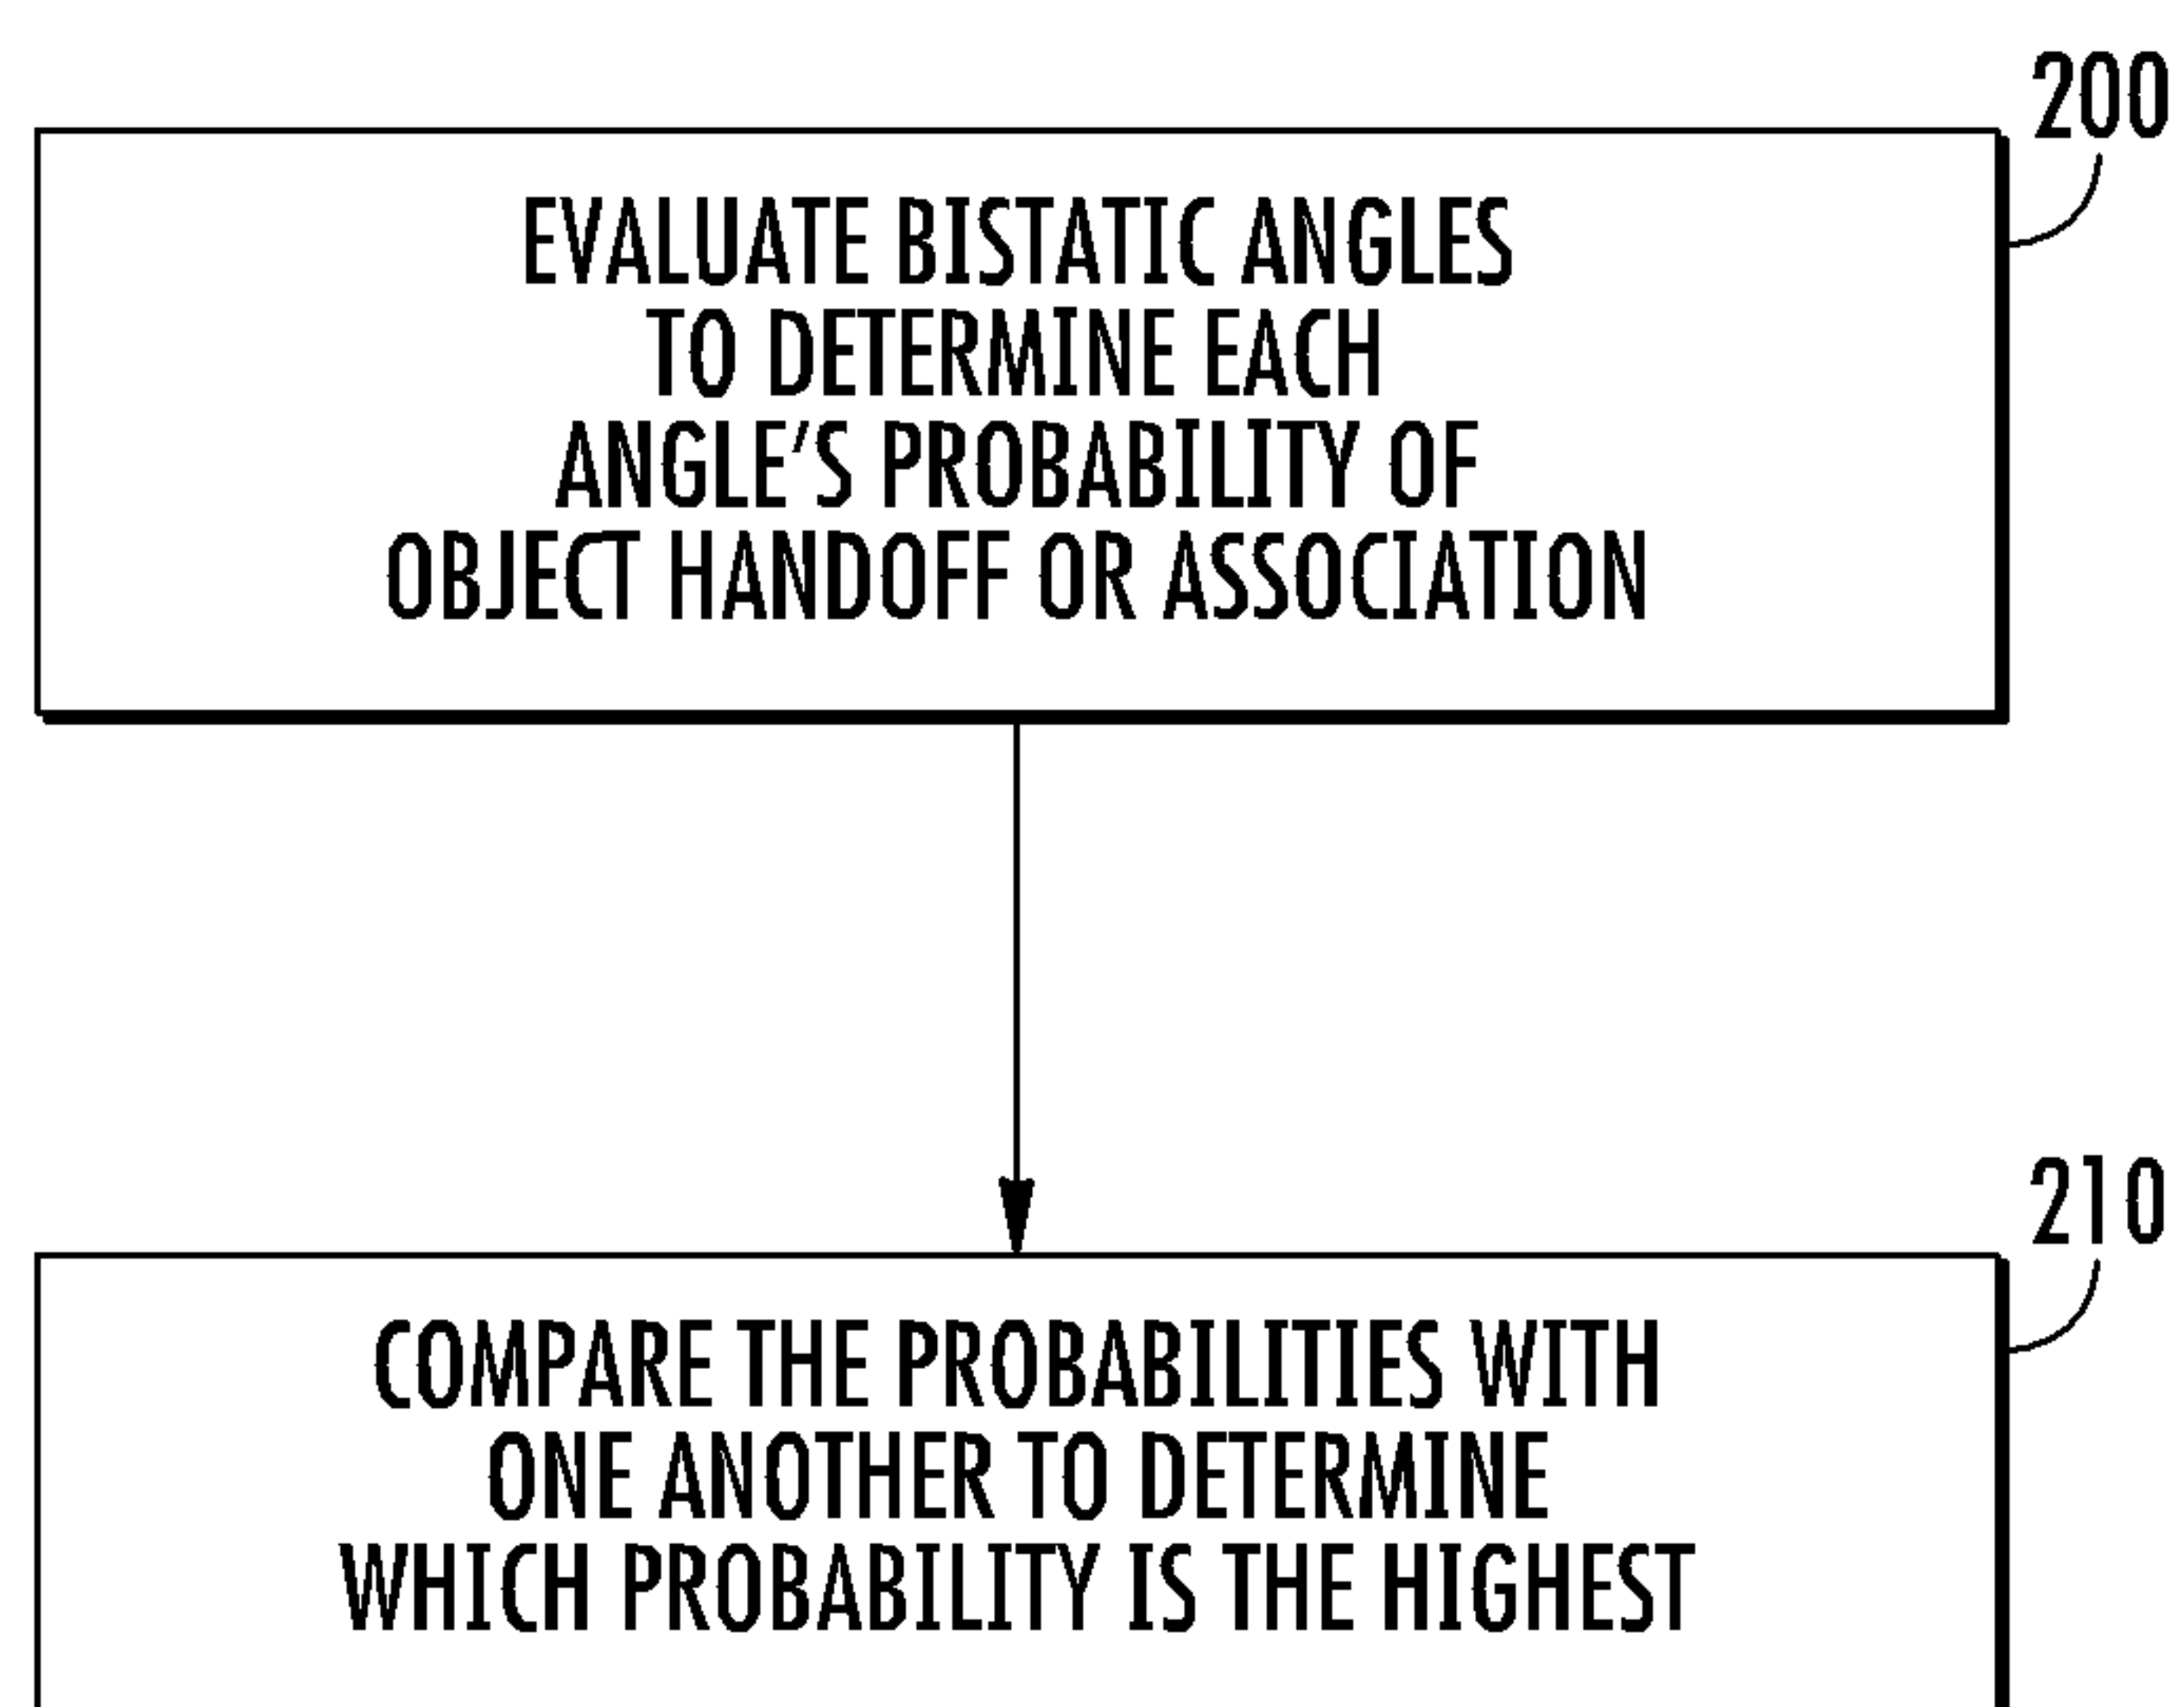 200
EVALUATE BISTATIC ANGLES
TO DETERMINE EACH
ANGLE'S PROBABILITY OF
OBJECT HANDOFF OR ASSOCIATION
210
COMPARE THE PROBABILITIES WITH
ONE ANOTHER TO DETERMINE
WHICH PROBABILITY IS THE HIGHEST